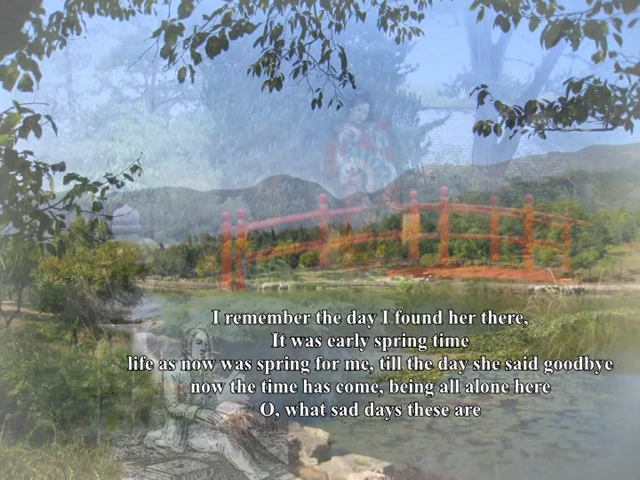 I remember the day I found her there,
It was early spring time
life as now was spring for me, till the day she said goodbye
now the time has come, being all alone here
O, what sad days these are